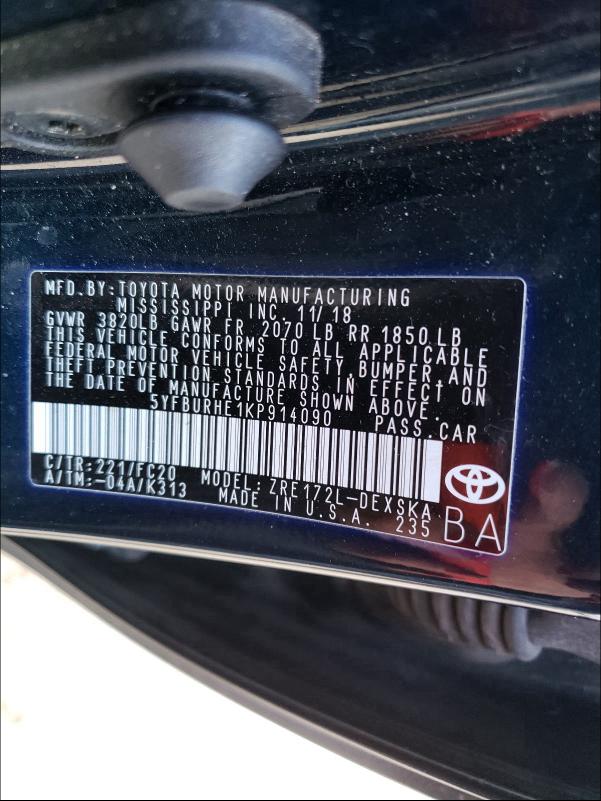 MFD.BY:TOYOTA MOTOR MANUFACTURING
MISSISSIPPI INC. 11/18
GVWR 3820LB GAWR FR. 2070 LB RR 1850 LB
THIS VEHICLE CONFORMS TO ALL APPLICABLE
FEDERAL MOTOR VEHICLE SAFETY, BUMPER AND
THEFT PREVENTION STANDARDS IN EFFECT ON
THE DATE OF MANUFACTURE SHOWN ABOVE.
5YFBURHE1KP914090 PASS.CAR
C/TR:221/FC20 MODEL:ZRE172L-DEXSKA
A/TM:-04A/K313 MADE IN U.S.A. 235
BA